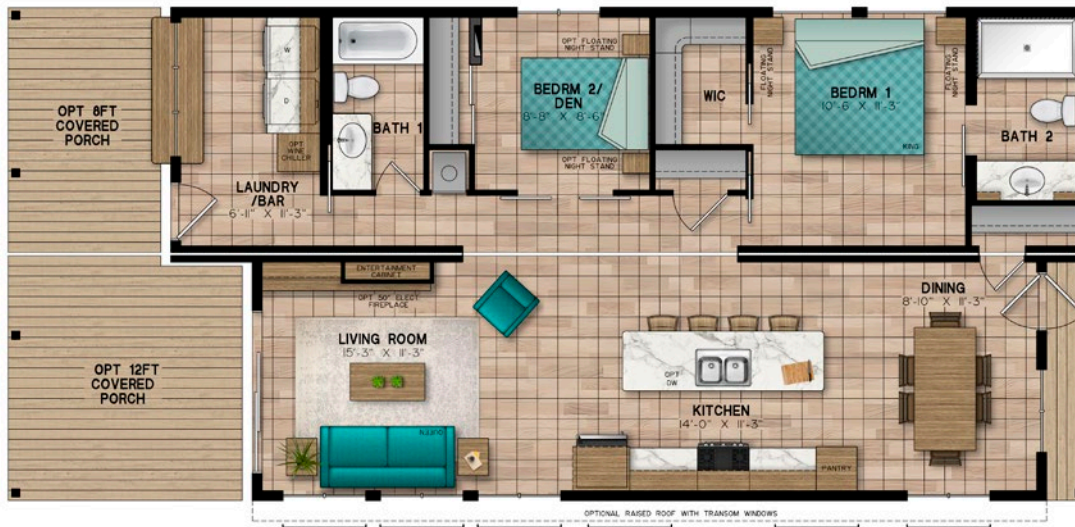 OPT 8FT
COVERED
PORCH
W
D
OPT
WINE
CHILLER
LAUNDRY
/BAR
6'-11" X 11'-3"
BATH 1
OPT FLOATING
NIGHT STAND
BEDRM 2/
DEN
8'-8" X 8'-6"
OPT FLOATING
NIGHT STAND
WIC
FLOATING
NIGHT STAND
BEDRM 1
10'-6 X 11'-3"
FLOATING
NIGHT STAND
KING
BATH 2
OPT 12FT
COVERED
PORCH
ENTERTAINMENT
CABINET
OPT 50" ELECT
FIREPLACE
LIVING ROOM
15'-3" X 11'-3"
OPT
DW
KITCHEN
14'-0" X 11'-3"
PANTRY
DINING
8'-10" X 11'-3"
OPTIONAL RAISED ROOF WITH TRANSOM WINDOWS